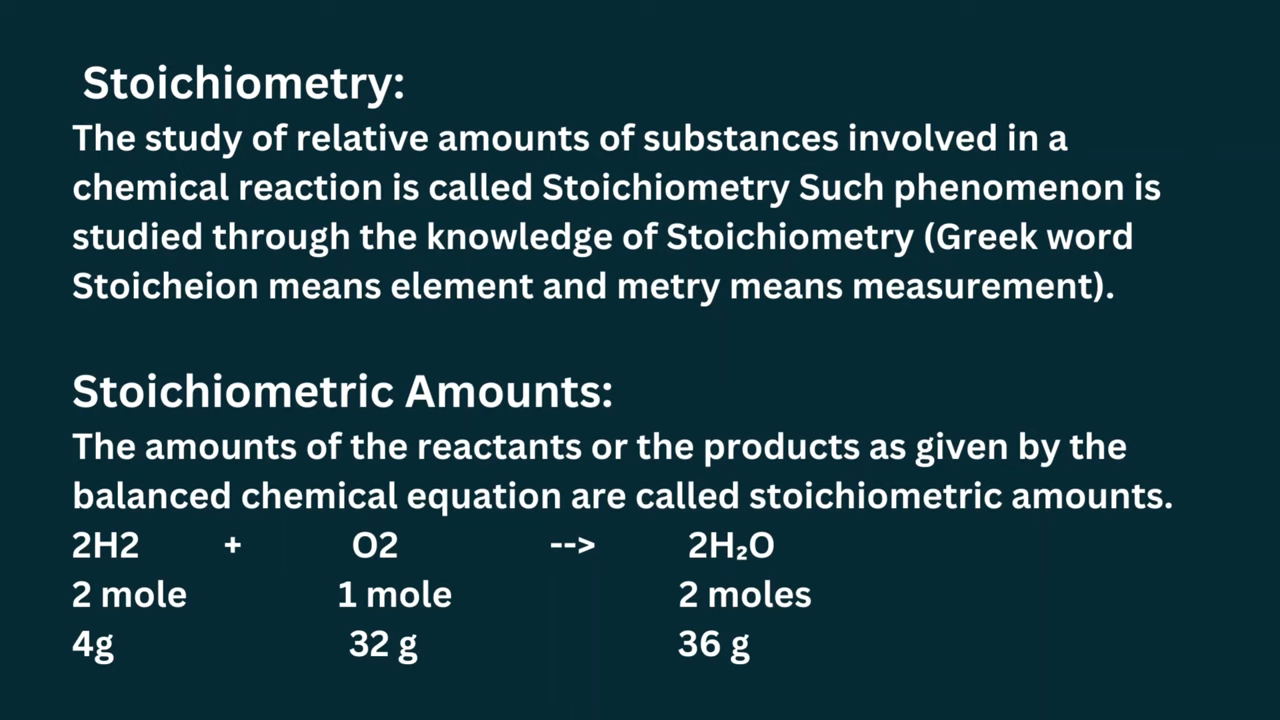 Stoichiometry:
The study of relative amounts of substances involved in a
chemical reaction is called Stoichiometry Such phenomenon is
studied through the knowledge of Stoichiometry (Greek word
Stoicheion means element and metry means measurement).
Stoichiometric Amounts:
The amounts of the reactants or the products as given by the
balanced chemical equation are called stoichiometric amounts.
2H2 + O2 --> 2H₂O
2 mole 1 mole 2 moles
4g 32 g 36 g